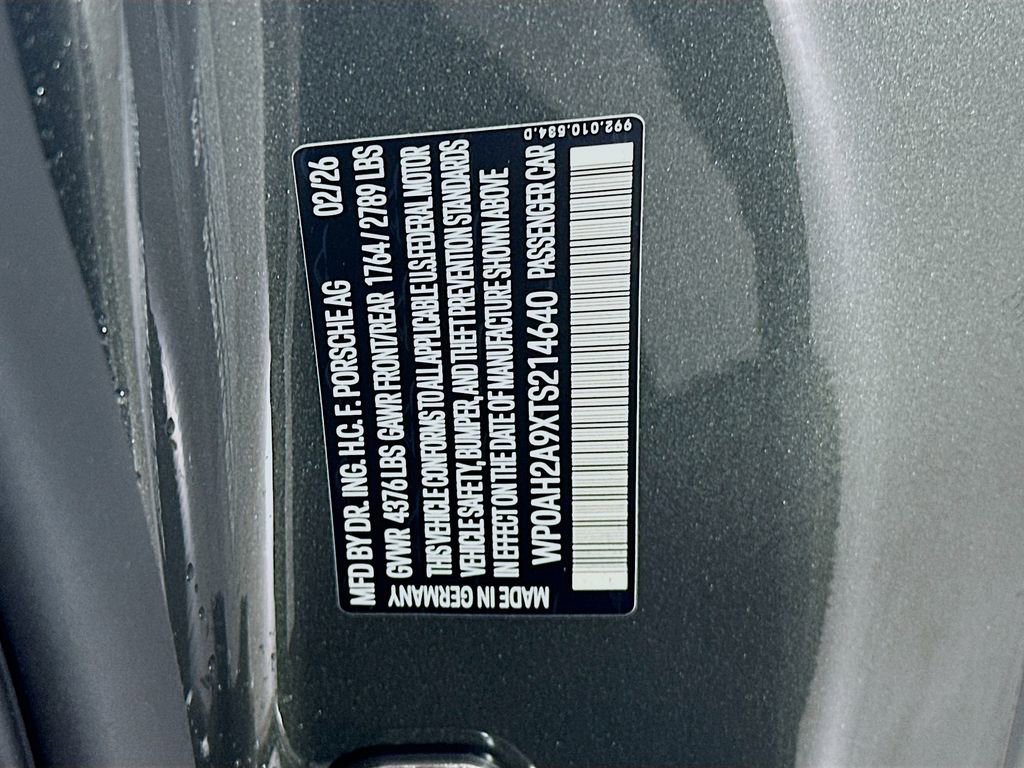 MFD BY DR. ING. H.C. F. PORSCHE AG 02/26
GVWR 4376 LBS GAWR FRONT/REAR 1764 / 2789 LBS
THIS VEHICLE CONFORMS TO ALL APPLICABLE U.S. FEDERAL MOTOR
VEHICLE SAFETY, BUMPER, AND THEFT PREVENTION STANDARDS
IN EFFECT ON THE DATE OF MANUFACTURE SHOWN ABOVE
WP0AH2A9XTS214640 PASSENGER CAR
MADE IN GERMANY
992.010.584.D